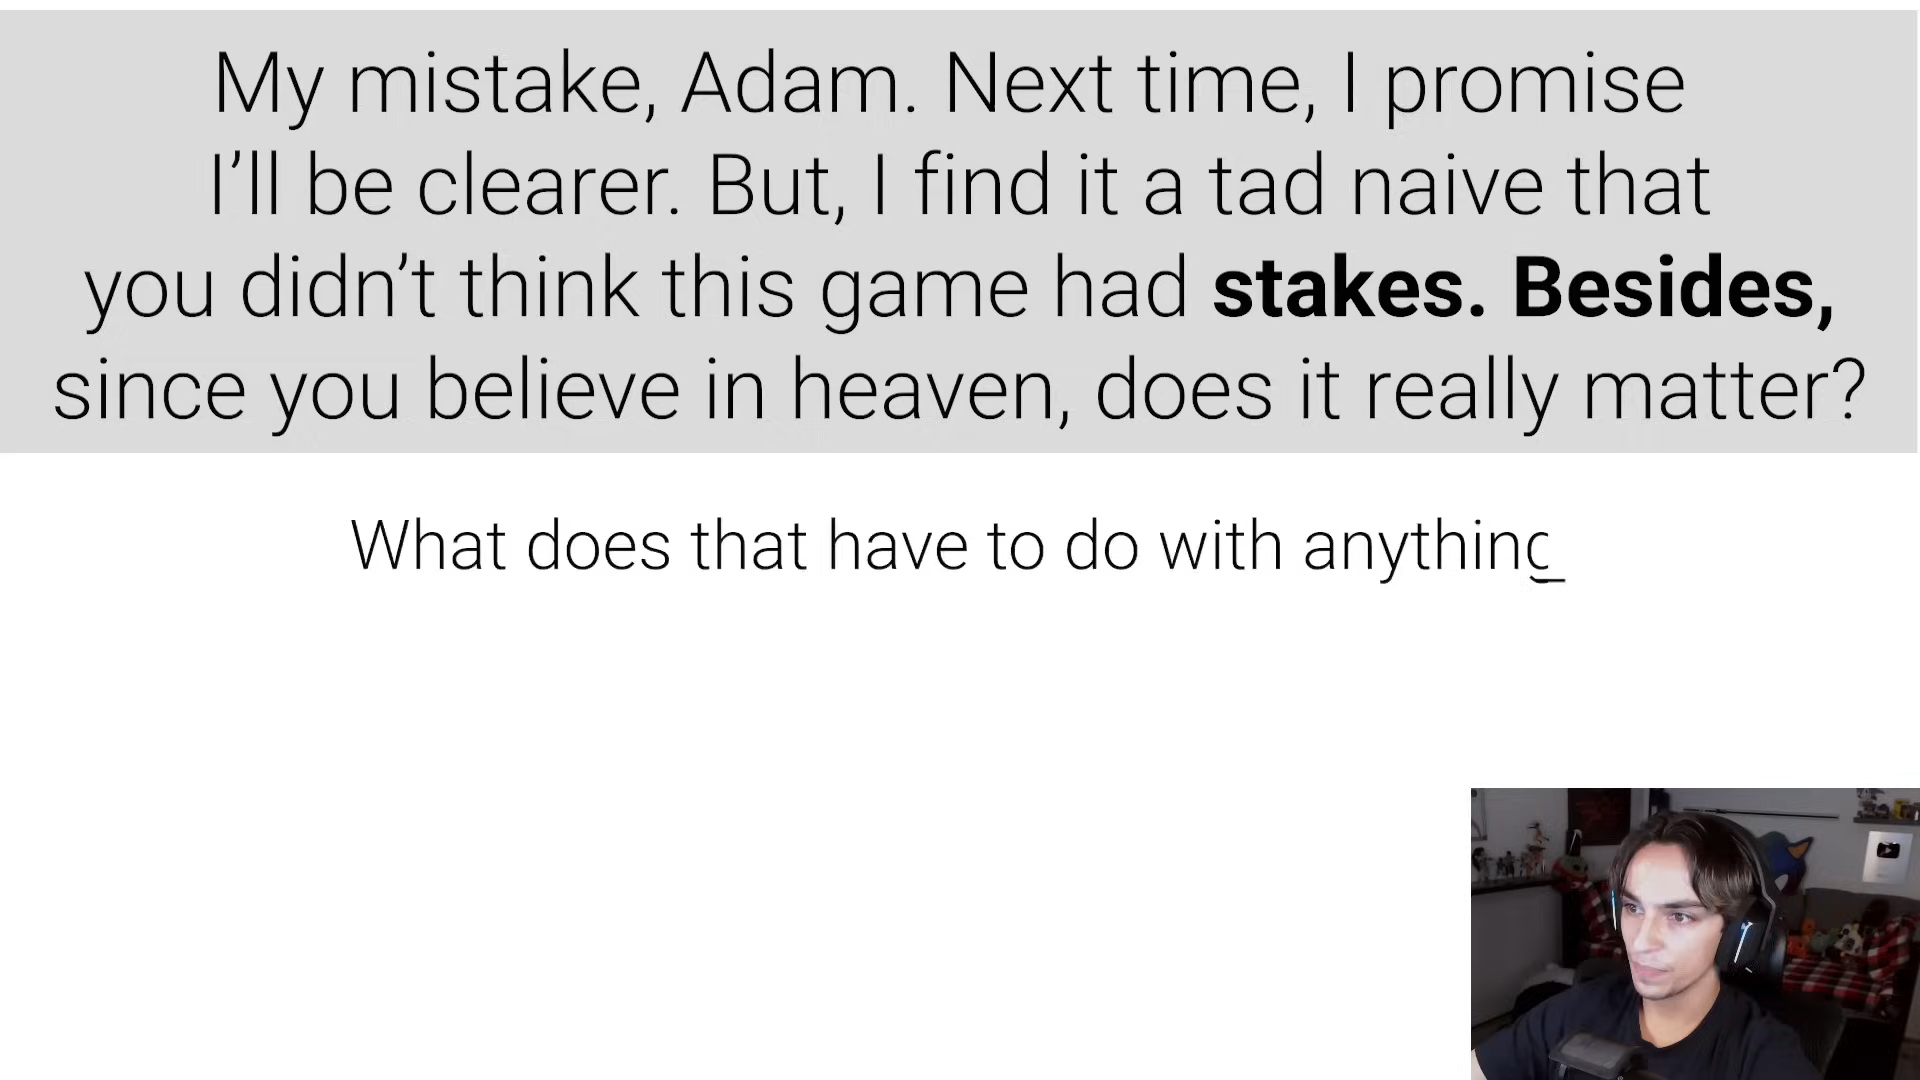 My mistake, Adam. Next time, I promise
I’ll be clearer. But, I find it a tad naive that
you didn’t think this game had stakes. Besides,
since you believe in heaven, does it really matter?
What does that have to do with anything_